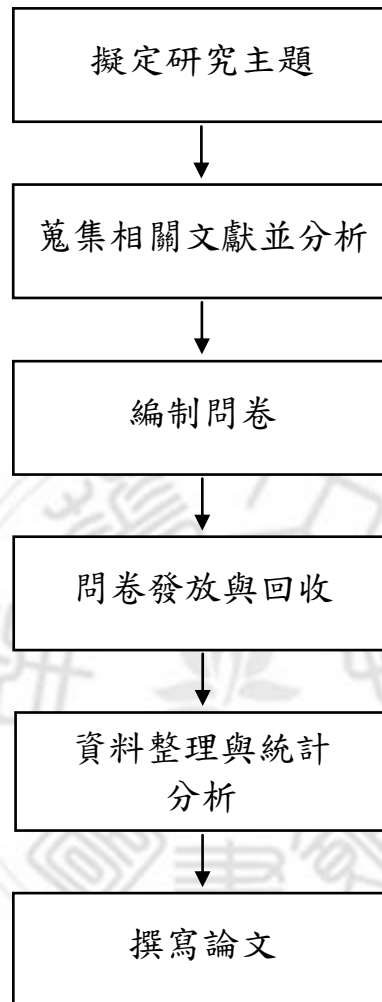 擬定研究主題
蒐集相關文獻並分析
編制問卷
問卷發放與回收
資料整理與統計
分析
撰寫論文